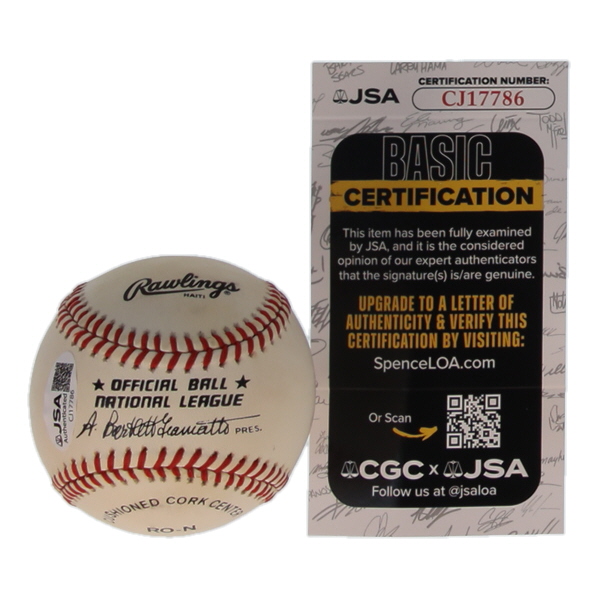 Rawlings
HAITI
★ OFFICIAL BALL ★
NATIONAL LEAGUE
A. Bartlett Giamatti PRES.
CUSHIONED CORK CENTER
RO-N
JSA
Authenticated
CJ17786
JSA
CERTIFICATION NUMBER:
CJ17786
BASIC
CERTIFICATION
This item has been fully examined
by JSA, and it is the considered
opinion of our expert authenticators
that the signature(s) is/are genuine.
UPGRADE TO A LETTER OF
AUTHENTICITY & VERIFY THIS
CERTIFICATION BY VISITING:
SpenceLOA.com
Or Scan
CGC x JSA
Follow us at @jsaloa